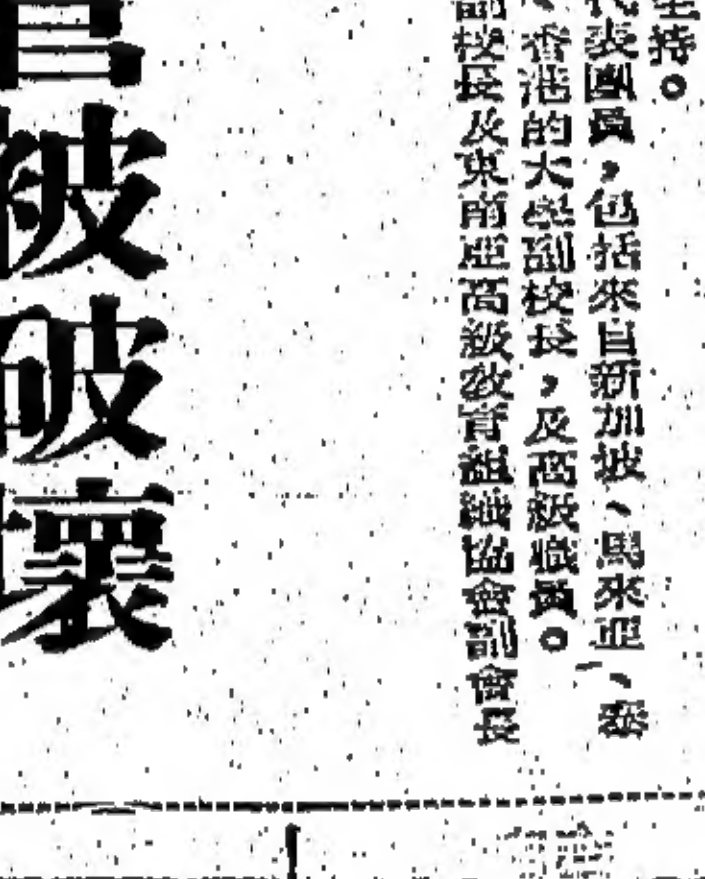 持。
表團員，包括來自新加坡、馬來亞、泰
、香港的大學副校長，及高級職員。
副校長及東南亞高級敎育組織協會副會長
被破壞